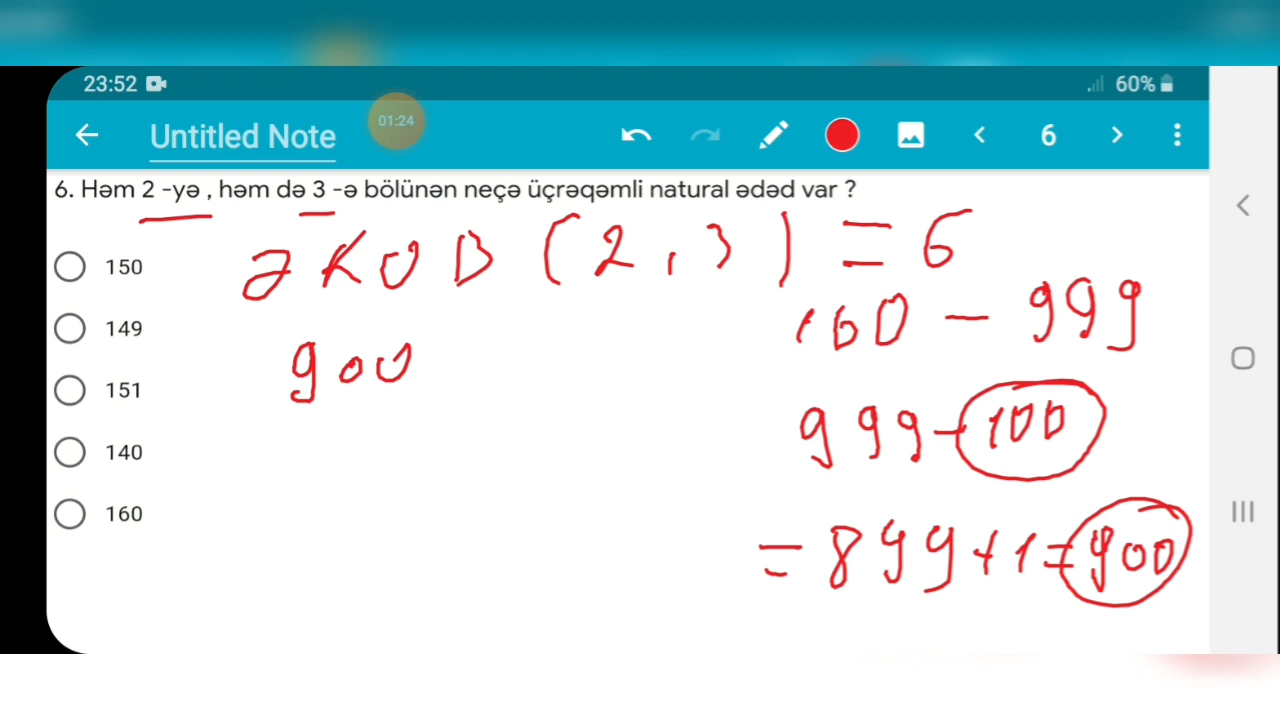 23:52 60%
01:24
Untitled Note 6
6. Həm 2 -yə , həm də 3 -ə bölünən neçə üçrəqəmli natural ədəd var ?
ƏKOB (2,3) = 6
150
100 - 999
149
900
151
999-100
140
160
=899+1=900